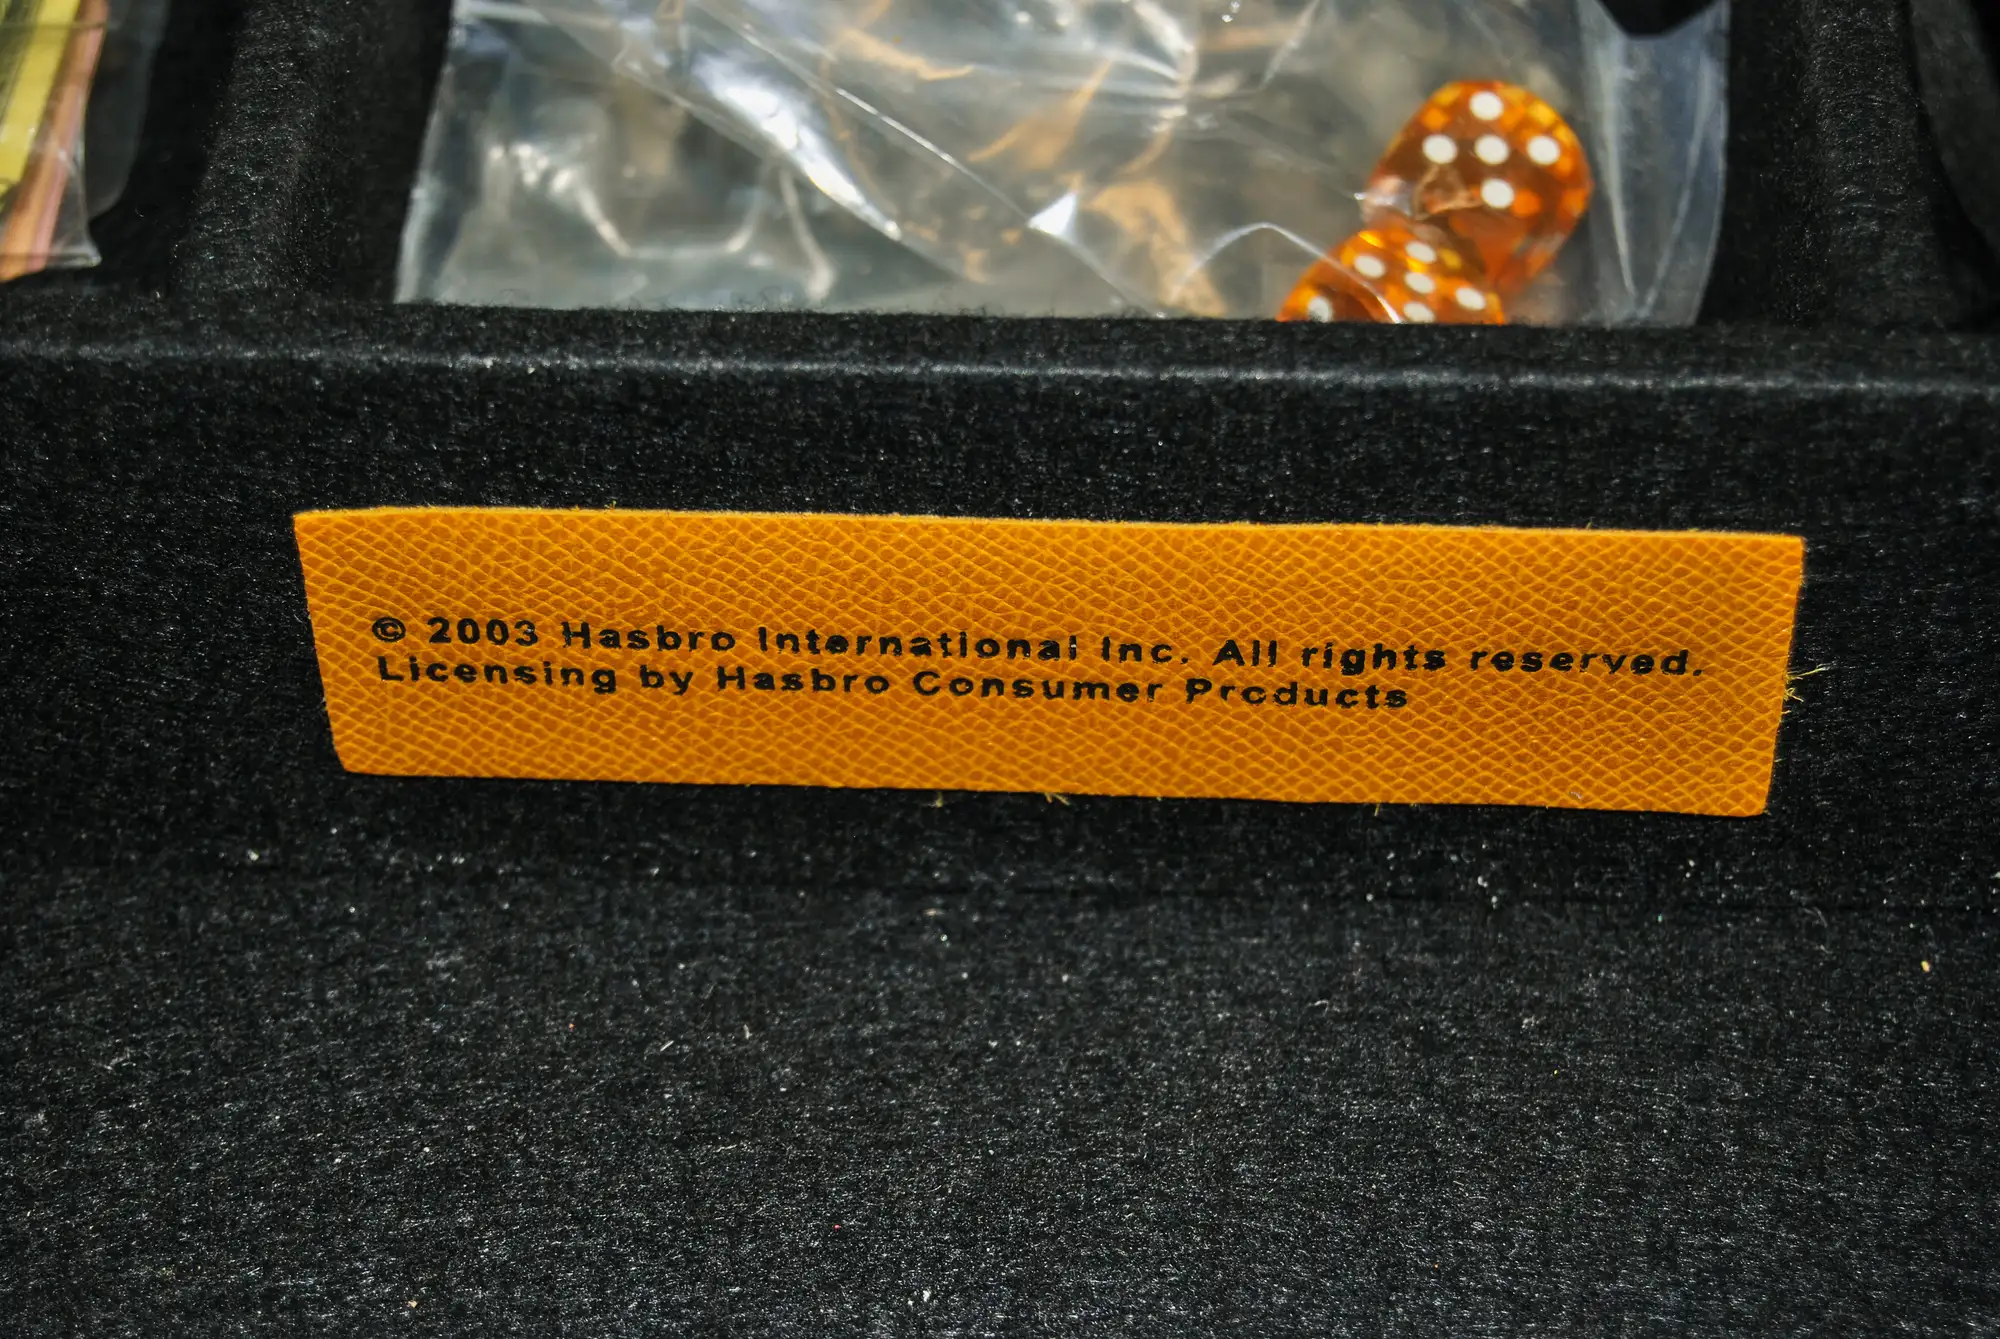 © 2003 Hasbro International Inc. All rights reserved.
Licensing by Hasbro Consumer Products